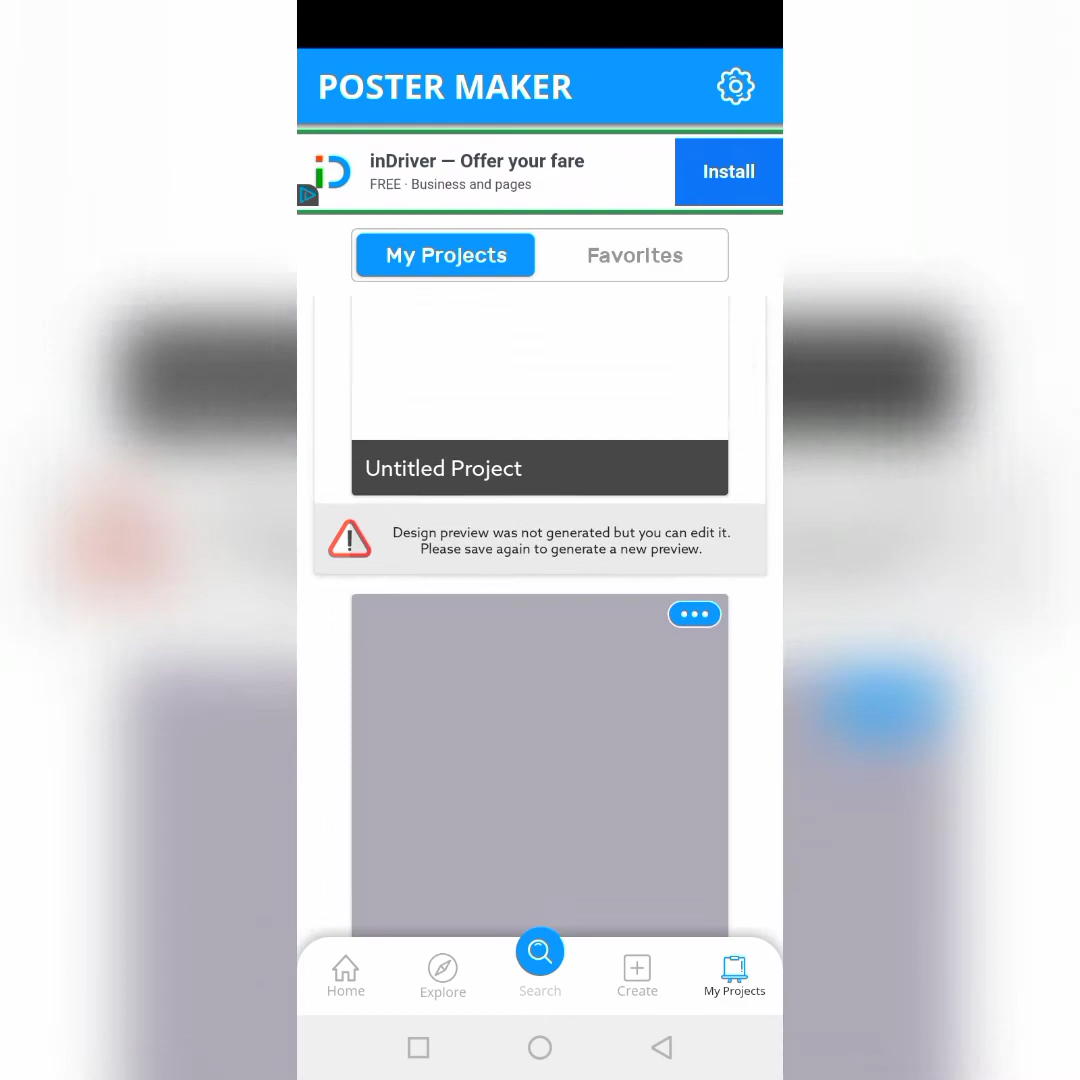 POSTER MAKER
inDriver — Offer your fare
FREE · Business and pages
Install
My Projects
Favorites
Untitled Project
Design preview was not generated but you can edit it.
Please save again to generate a new preview.
Home
Explore
Search
Create
My Projects